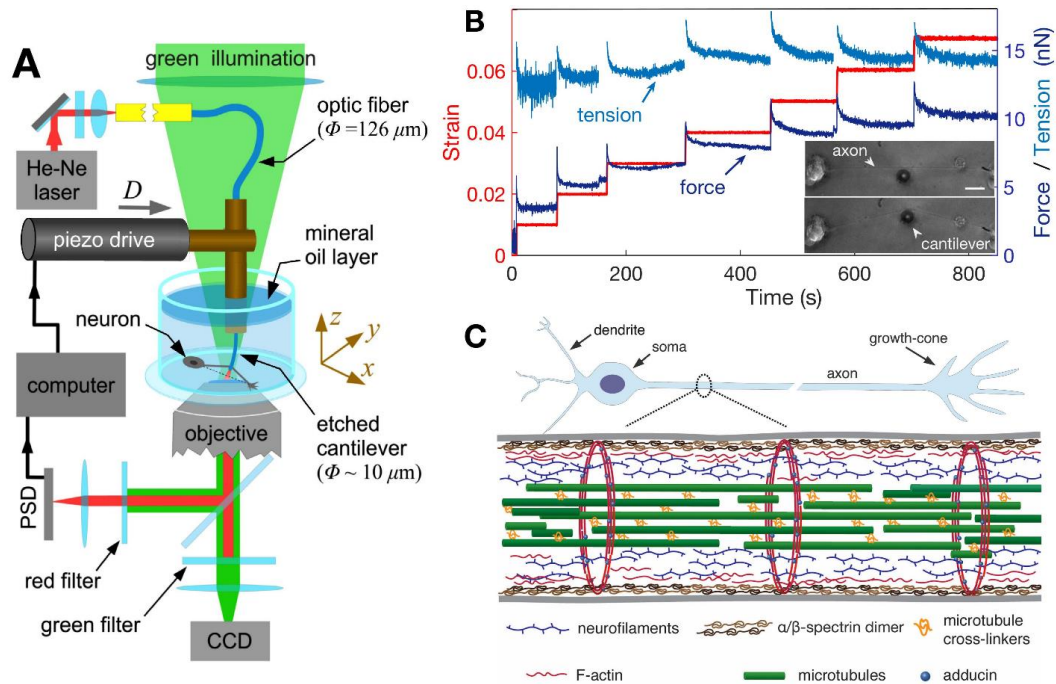 A
green illumination
optic fiber
(Φ =126 μm)
He-Ne
laser
D
piezo drive
mineral
oil layer
neuron
z
y
x
computer
objective
etched
cantilever
(Φ ~ 10 μm)
PSD
red filter
green filter
CCD
B
Strain
0.06
0.04
0.02
0
tension
force
axon
cantilever
15
10
5
0
Force / Tension (nN)
0
200
400
600
800
Time (s)
C
dendrite
soma
growth-cone
axon
neurofilaments
α/β-spectrin dimer
microtubule
cross-linkers
F-actin
microtubules
adducin